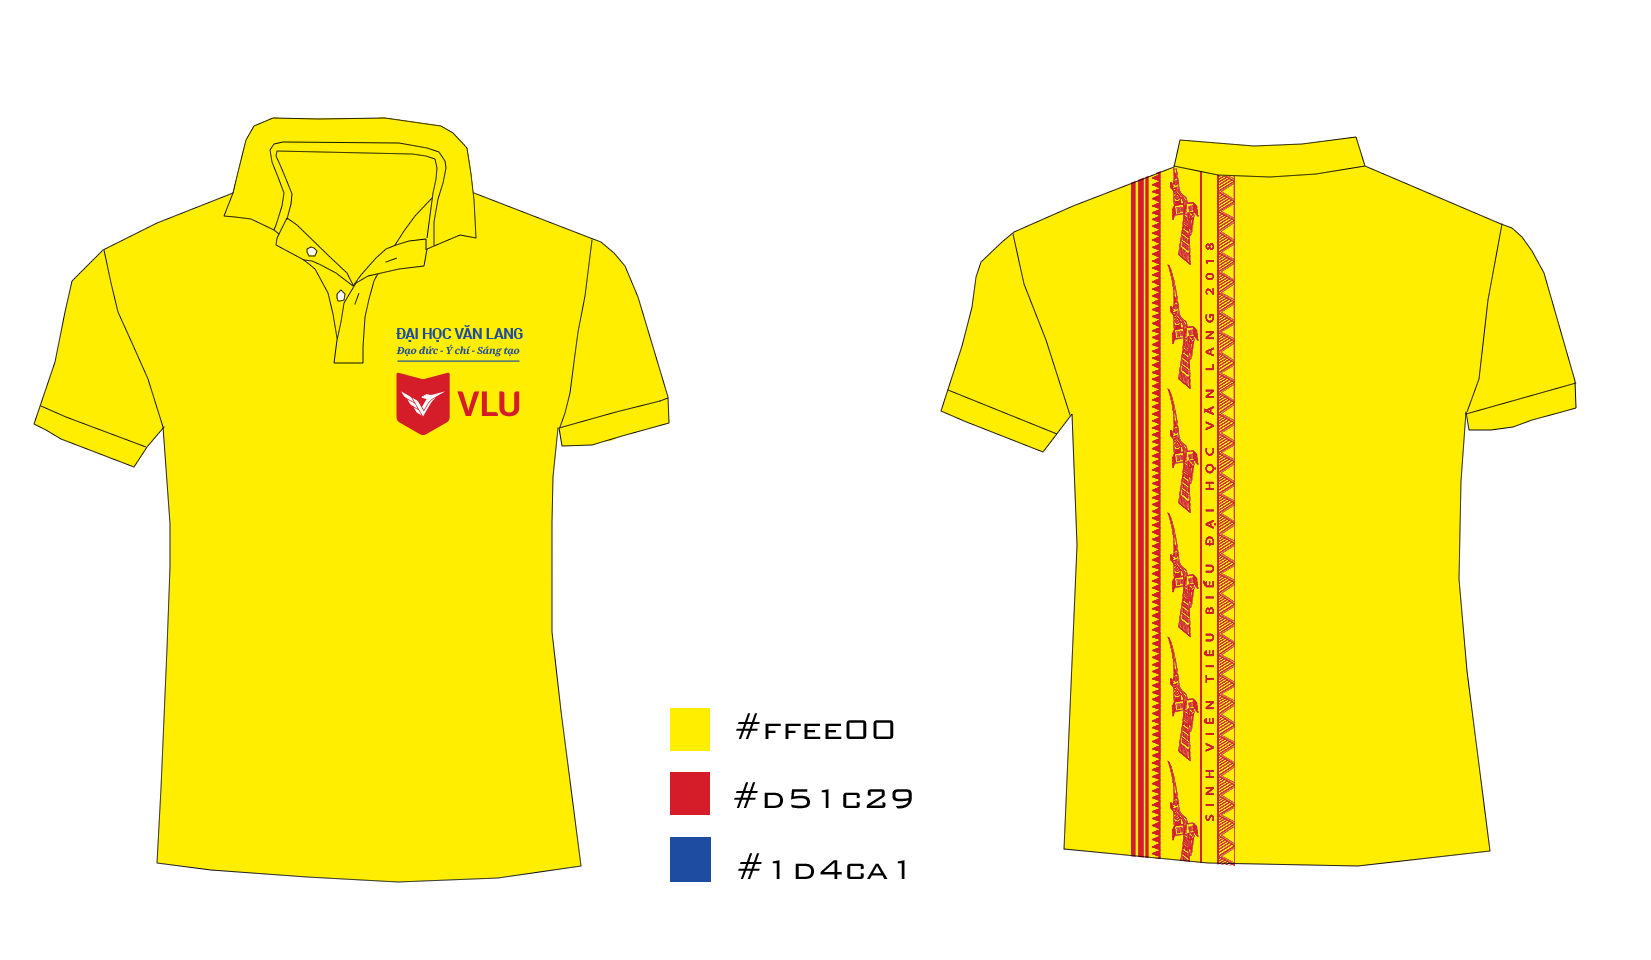 ĐẠI HỌC VĂN LANG
Đạo đức - Ý chí - Sáng tạo
VLU
SINH VIÊN TIÊU BIỂU ĐẠI HỌC VĂN LANG 2018
#FFEE00
#D51C29
#1D4CA1